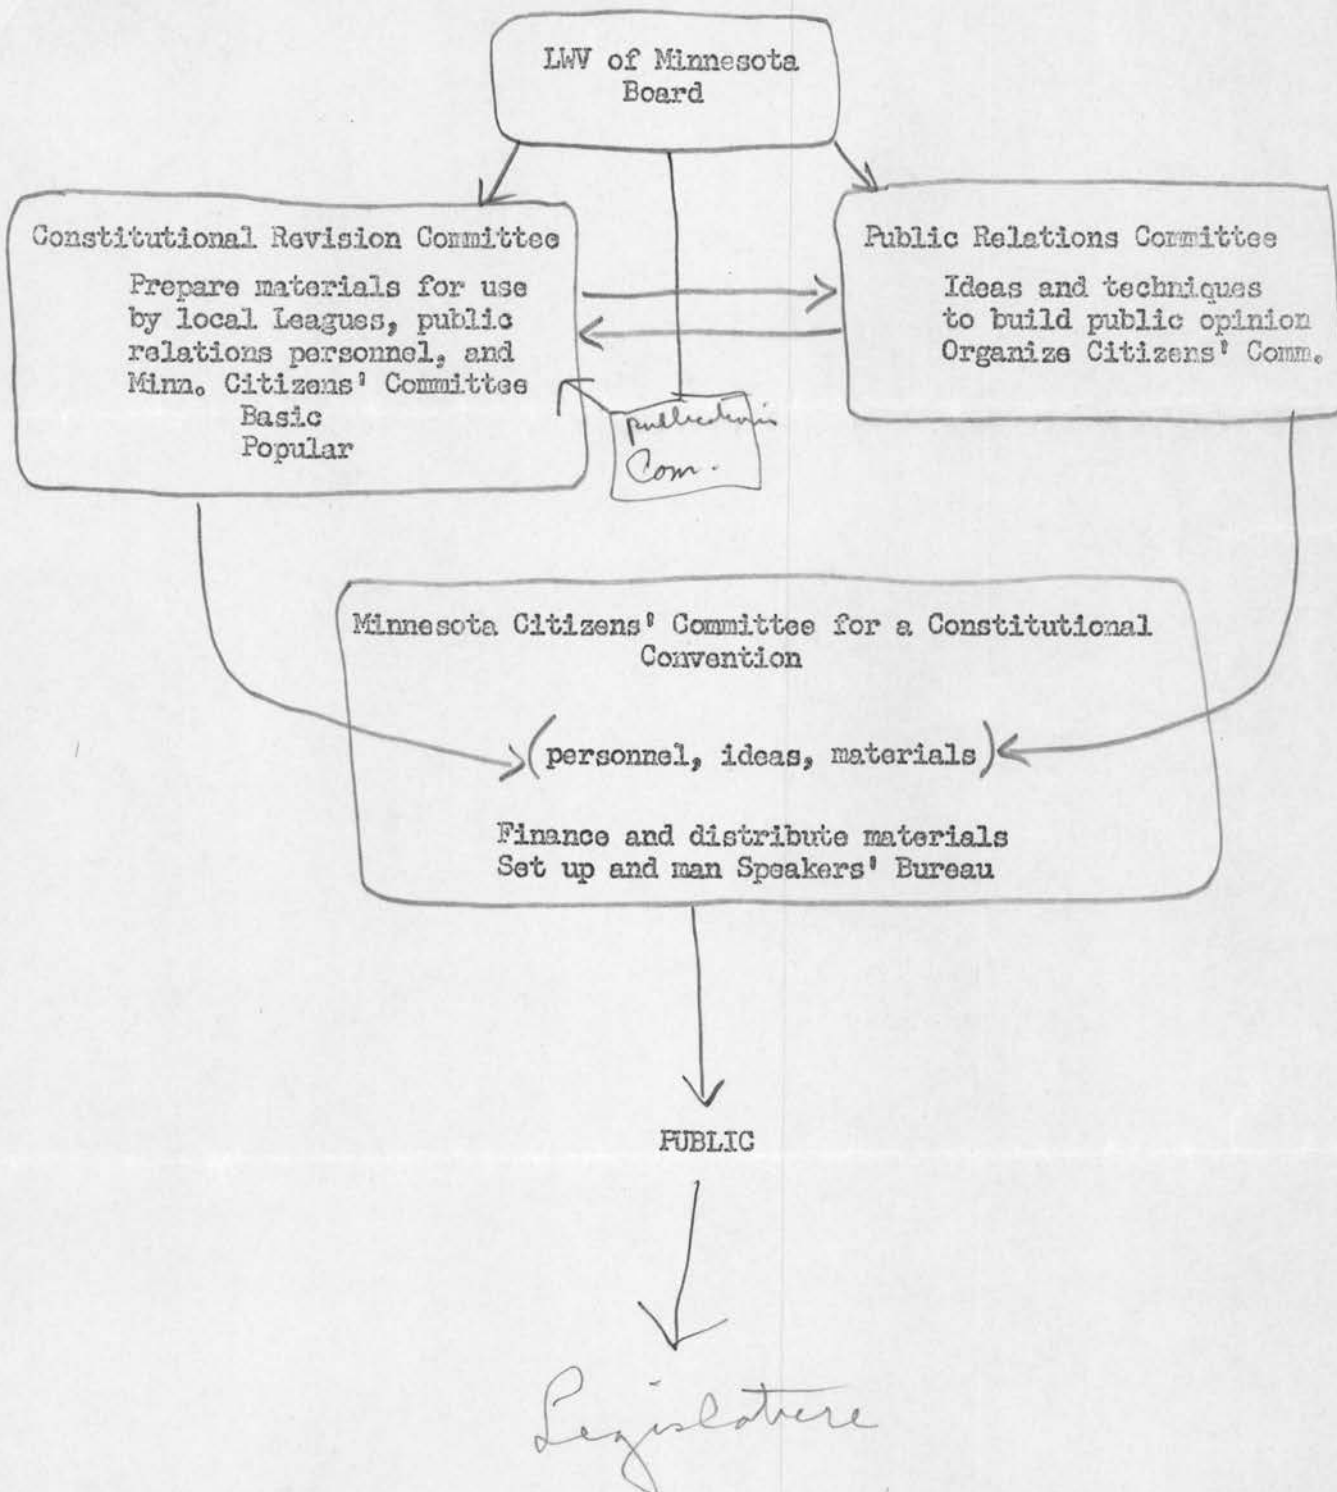 LWV of Minnesota
Board
Constitutional Revision Committee
Prepare materials for use
by local Leagues, public
relations personnel, and
Minn. Citizens' Committee
Basic
Popular
Public Relations Committee
Ideas and techniques
to build public opinion
Organize Citizens' Comm.
publications
Com.
Minnesota Citizens' Committee for a Constitutional
Convention
(personnel, ideas, materials)
Finance and distribute materials
Set up and man Speakers' Bureau
PUBLIC
Legislature